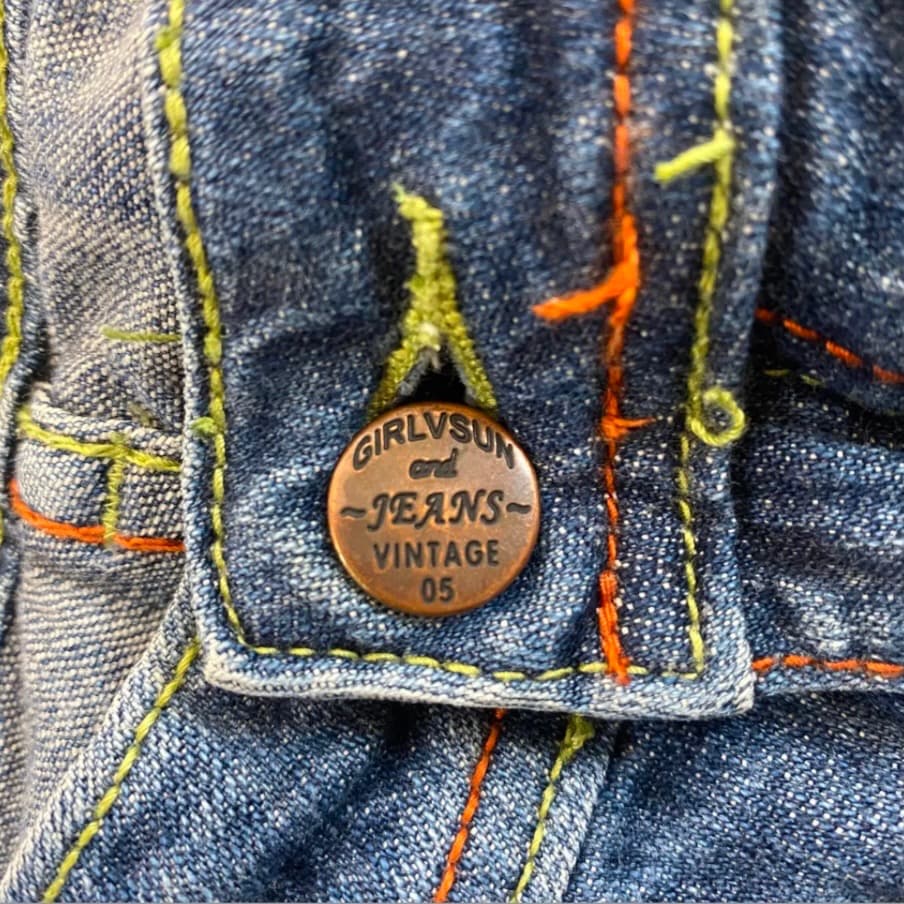 GIRLVSUN
and
~JEANS~
VINTAGE
05